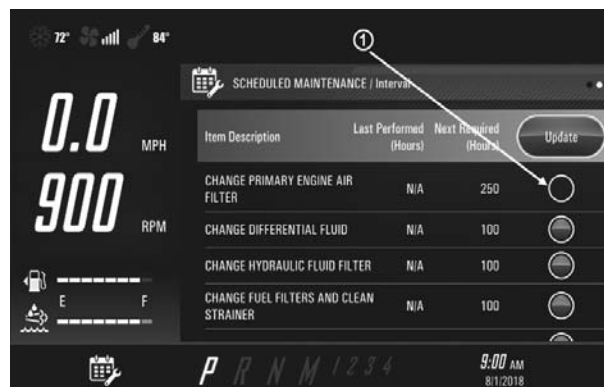 72° 84°
①
SCHEDULED MAINTENANCE / Interval
0.0 MPH
Item Description Last Performed Next Required Update
(Hours) (Hours)
CHANGE PRIMARY ENGINE AIR N/A 250
FILTER
900 RPM
CHANGE DIFFERENTIAL FLUID N/A 100
CHANGE HYDRAULIC FLUID FILTER N/A 100
CHANGE FUEL FILTERS AND CLEAN N/A 100
STRAINER
E F
P R N M 1 2 3 4
9:00 AM
8/1/2018